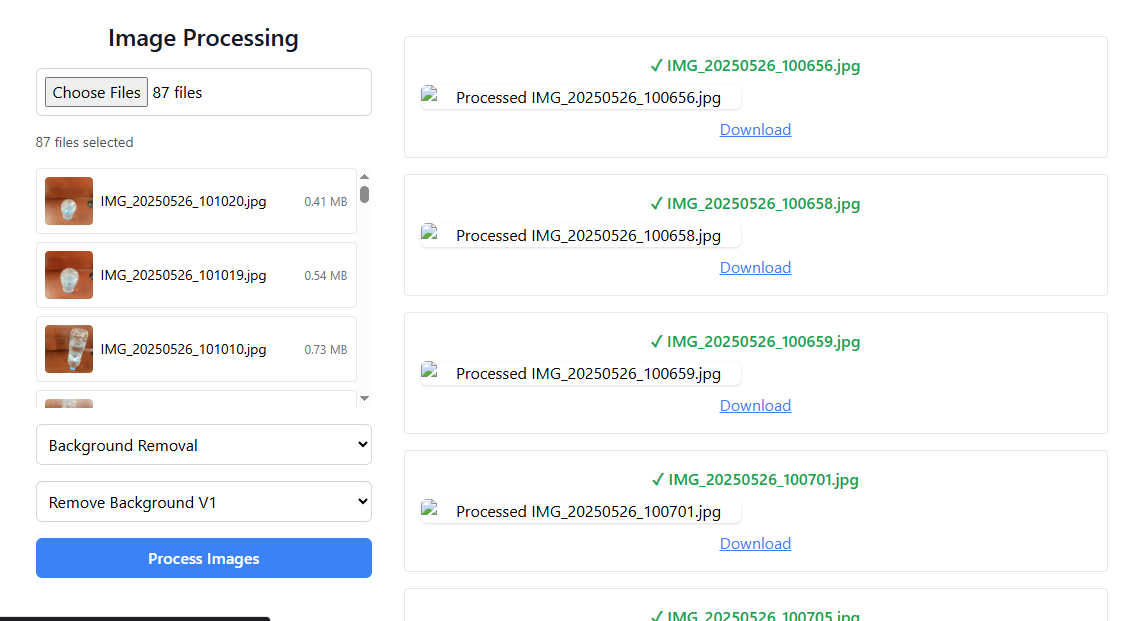 Image Processing
Choose Files 87 files
87 files selected
IMG_20250526_101020.jpg 0.41 MB
IMG_20250526_101019.jpg 0.54 MB
IMG_20250526_101010.jpg 0.73 MB
Background Removal
Remove Background V1
Process Images
✓ IMG_20250526_100656.jpg
Processed IMG_20250526_100656.jpg
Download
✓ IMG_20250526_100658.jpg
Processed IMG_20250526_100658.jpg
Download
✓ IMG_20250526_100659.jpg
Processed IMG_20250526_100659.jpg
Download
✓ IMG_20250526_100701.jpg
Processed IMG_20250526_100701.jpg
Download
✓ IMG_20250526_100705.jpg